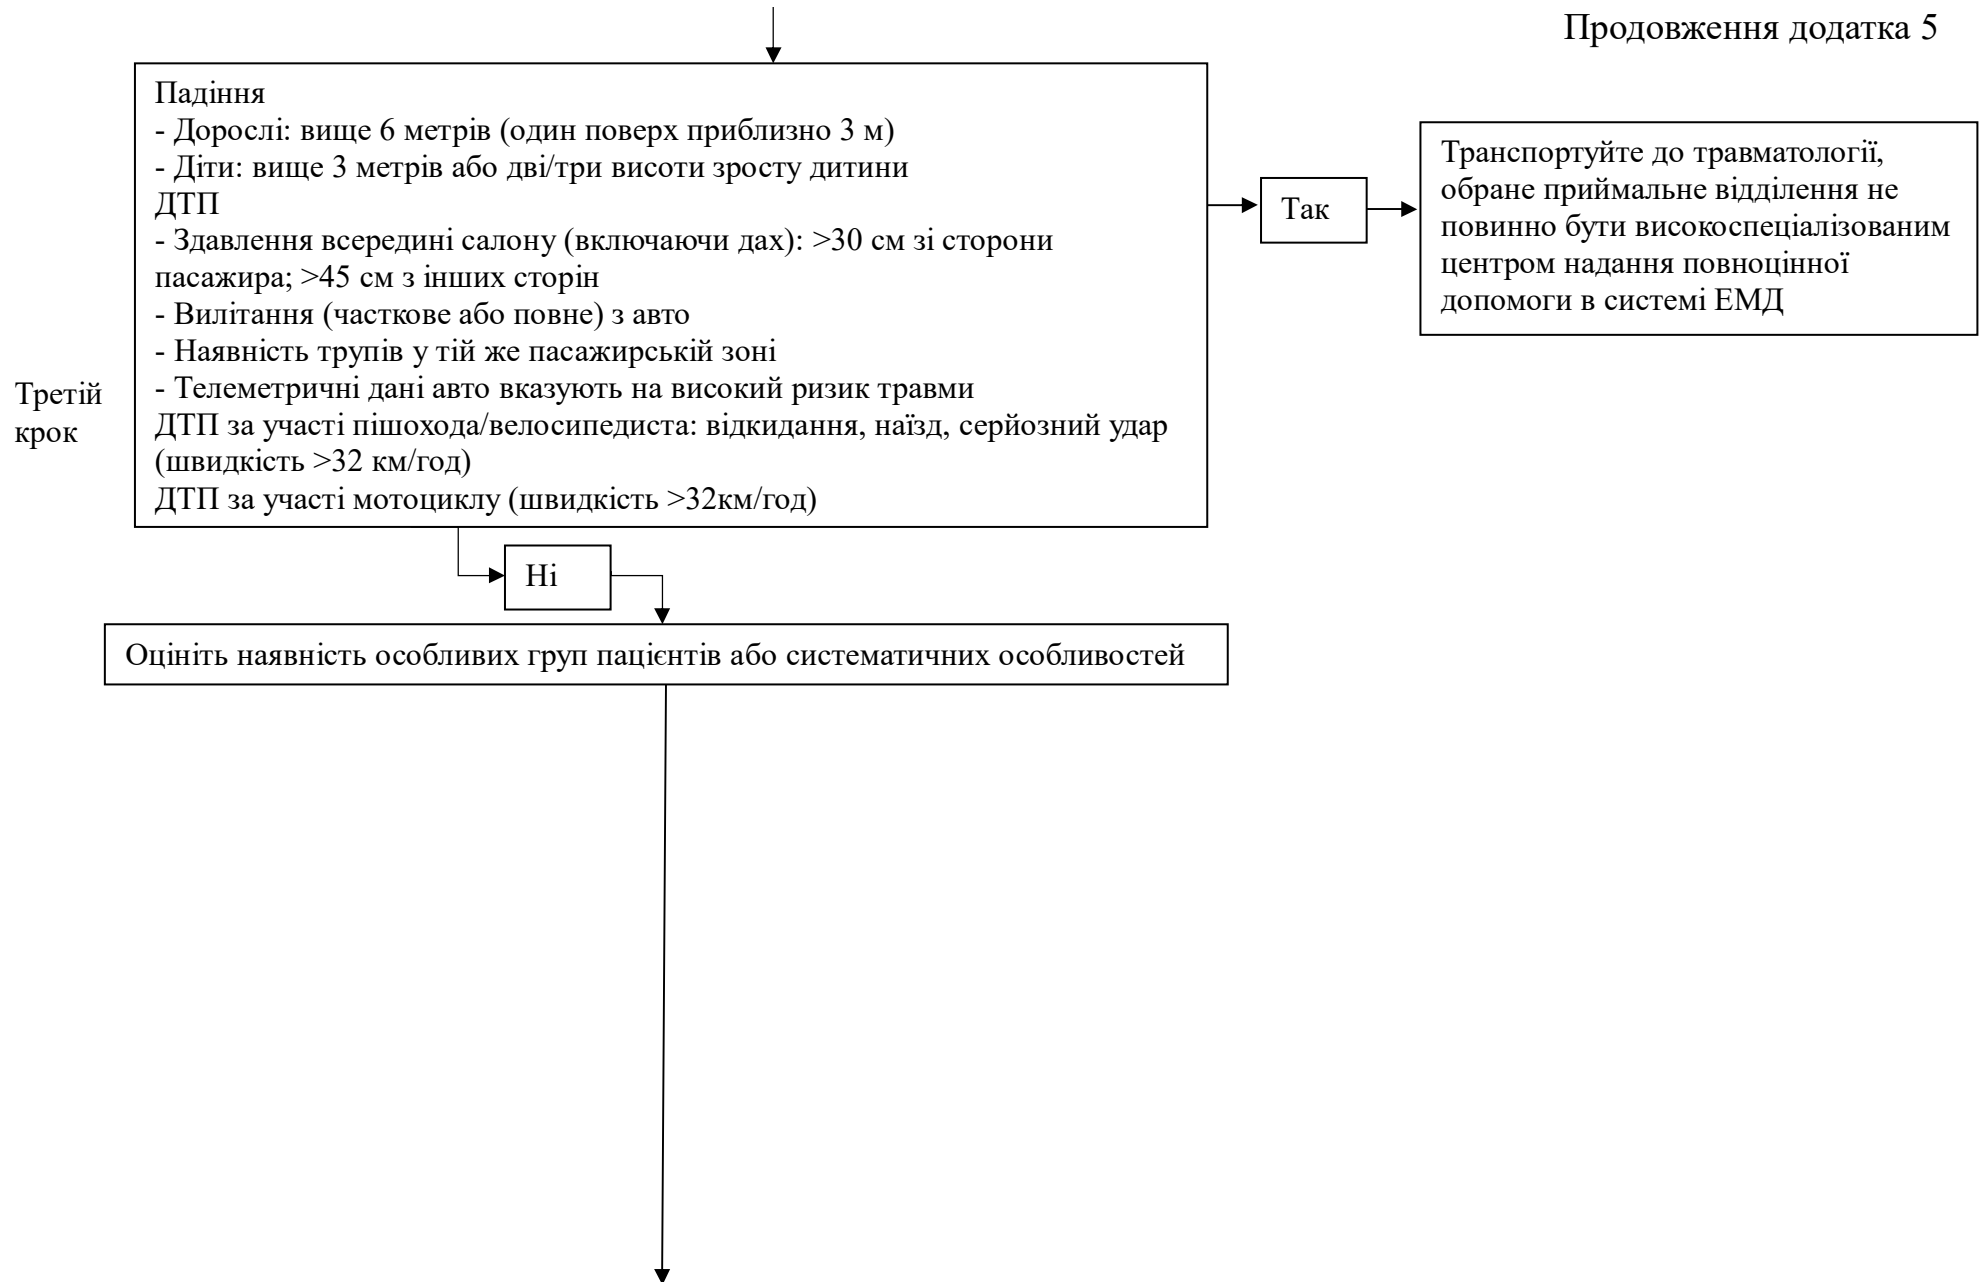 Продовження додатка 5
Падіння
- Дорослі: вище 6 метрів (один поверх приблизно 3 м)
- Діти: вище 3 метрів або дві/три висоти зросту дитини
ДТП
- Здавлення всередині салону (включаючи дах): >30 см зі сторони
пасажира; >45 см з інших сторін
- Вилітання (часткове або повне) з авто
- Наявність трупів у тій же пасажирській зоні
- Телеметричні дані авто вказують на високий ризик травми
ДТП за участі пішохода/велосипедиста: відкидання, наїзд, серйозний удар
(швидкість >32 км/год)
ДТП за участі мотоциклу (швидкість >32км/год)
Так
Транспортуйте до травматології,
обране приймальне відділення не
повинно бути високоспеціалізованим
центром надання повноцінної
допомоги в системі ЕМД
Третій
крок
Ні
Оцініть наявність особливих груп пацієнтів або систематичних особливостей